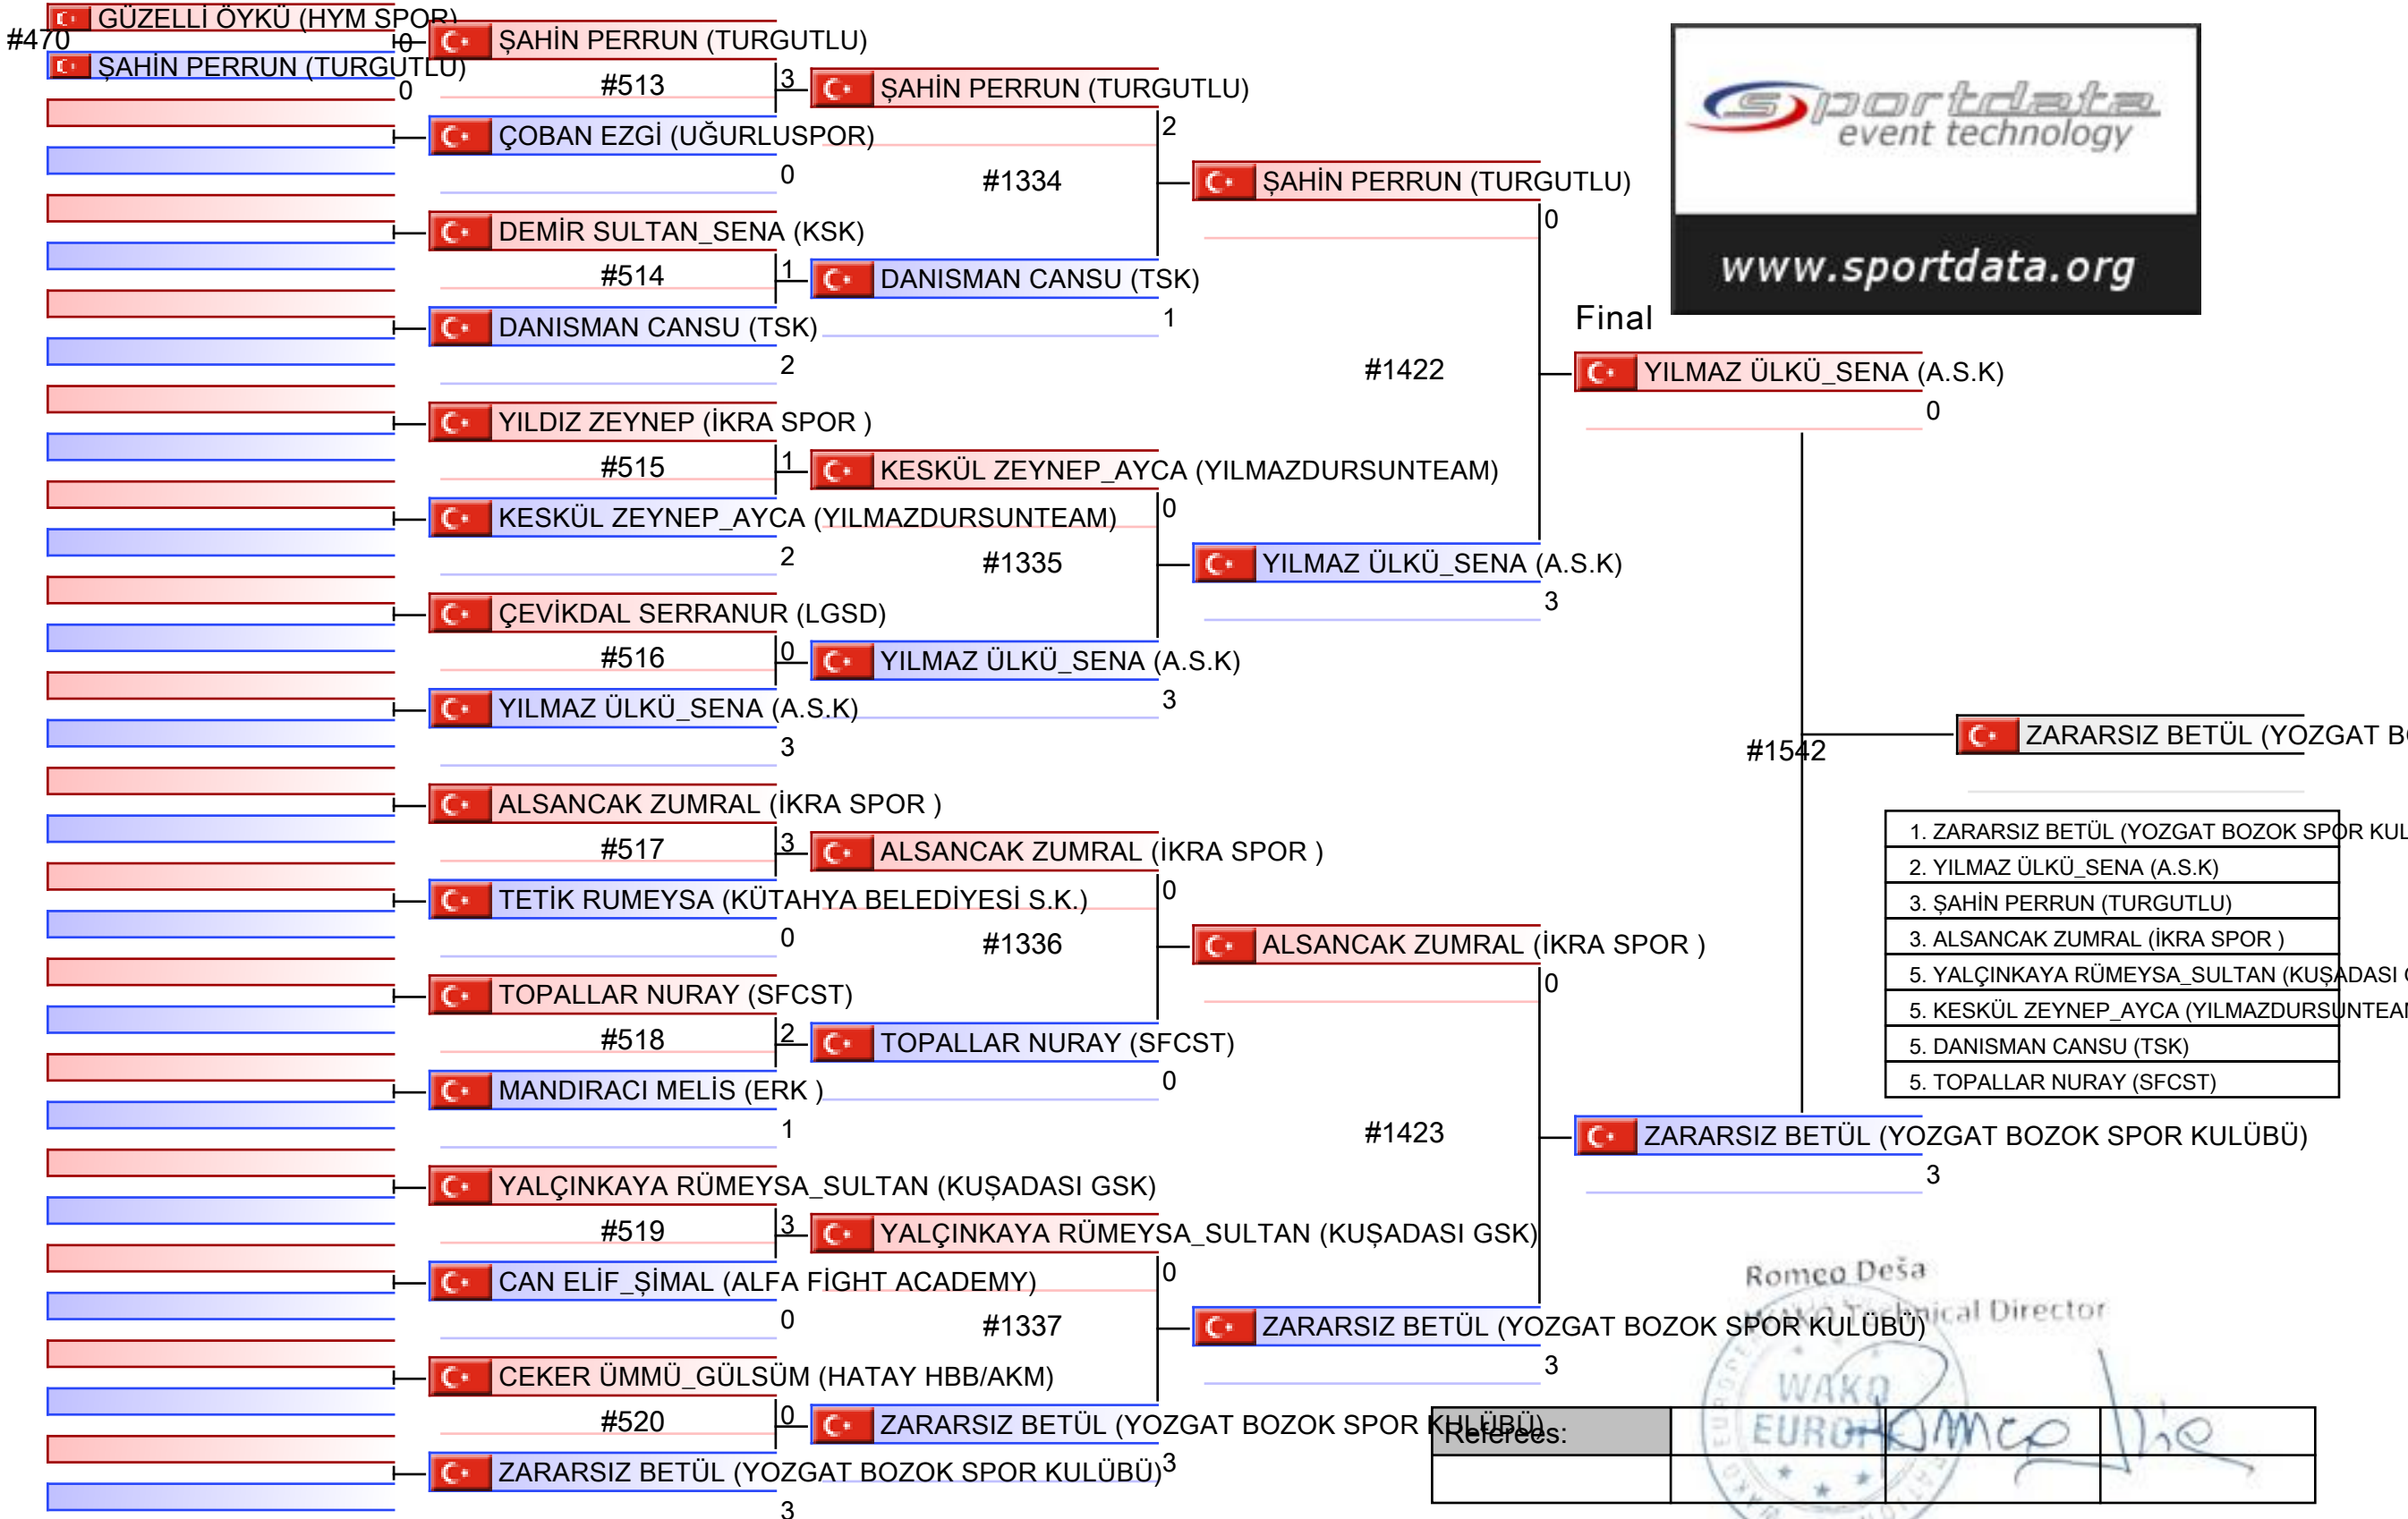 GÜZELLİ ÖYKÜ (HYM SPOR)
0
#470
ŞAHİN PERRUN (TURGUTLU)
0
ŞAHİN PERRUN (TURGUTLU)
3
#513
ÇOBAN EZGİ (UĞURLUSPOR)
0
DEMİR SULTAN_SENA (KSK)
1
#514
DANISMAN CANSU (TSK)
2
YILDIZ ZEYNEP (İKRA SPOR )
1
#515
KESKÜL ZEYNEP_AYCA (YILMAZDURSUNTEAM)
2
ÇEVİKDAL SERRANUR (LGSD)
0
#516
YILMAZ ÜLKÜ_SENA (A.S.K)
3
ALSANCAK ZUMRAL (İKRA SPOR )
3
#517
TETİK RUMEYSA (KÜTAHYA BELEDİYESİ S.K.)
0
TOPALLAR NURAY (SFCST)
2
#518
MANDIRACI MELİS (ERK )
1
YALÇINKAYA RÜMEYSA_SULTAN (KUŞADASI GSK)
3
#519
CAN ELİF_ŞİMAL (ALFA FİGHT ACADEMY)
0
CEKER ÜMMÜ_GÜLSÜM (HATAY HBB/AKM)
0
#520
ZARARSIZ BETÜL (YOZGAT BOZOK SPOR KULÜBÜ)
3
ŞAHİN PERRUN (TURGUTLU)
2
#1334
DANISMAN CANSU (TSK)
1
KESKÜL ZEYNEP_AYCA (YILMAZDURSUNTEAM)
0
#1335
YILMAZ ÜLKÜ_SENA (A.S.K)
3
ALSANCAK ZUMRAL (İKRA SPOR )
0
#1336
TOPALLAR NURAY (SFCST)
0
YALÇINKAYA RÜMEYSA_SULTAN (KUŞADASI GSK)
0
#1337
ZARARSIZ BETÜL (YOZGAT BOZOK SPOR KULÜBÜ)
3
ŞAHİN PERRUN (TURGUTLU)
0
#1422
YILMAZ ÜLKÜ_SENA (A.S.K)
3
ALSANCAK ZUMRAL (İKRA SPOR )
0
#1423
ZARARSIZ BETÜL (YOZGAT BOZOK SPOR KULÜBÜ)
3
sportdata
event technology
www.sportdata.org
Final
YILMAZ ÜLKÜ_SENA (A.S.K)
0
#1542
ZARARSIZ BETÜL (YOZGAT BOZOK SPOR KULÜBÜ)
3
ZARARSIZ BETÜL (YOZGAT
1. ZARARSIZ BETÜL (YOZGAT BOZOK SPOR KUL
2. YILMAZ ÜLKÜ_SENA (A.S.K)
3. ŞAHİN PERRUN (TURGUTLU)
3. ALSANCAK ZUMRAL (İKRA SPOR )
5. YALÇINKAYA RÜMEYSA_SULTAN (KUŞADASI
5. KESKÜL ZEYNEP_AYCA (YILMAZDURSUNTEAM
5. DANISMAN CANSU (TSK)
5. TOPALLAR NURAY (SFCST)
Romeo Deša
WAKO Technical Director
WAKO
EUROPE
Referees: